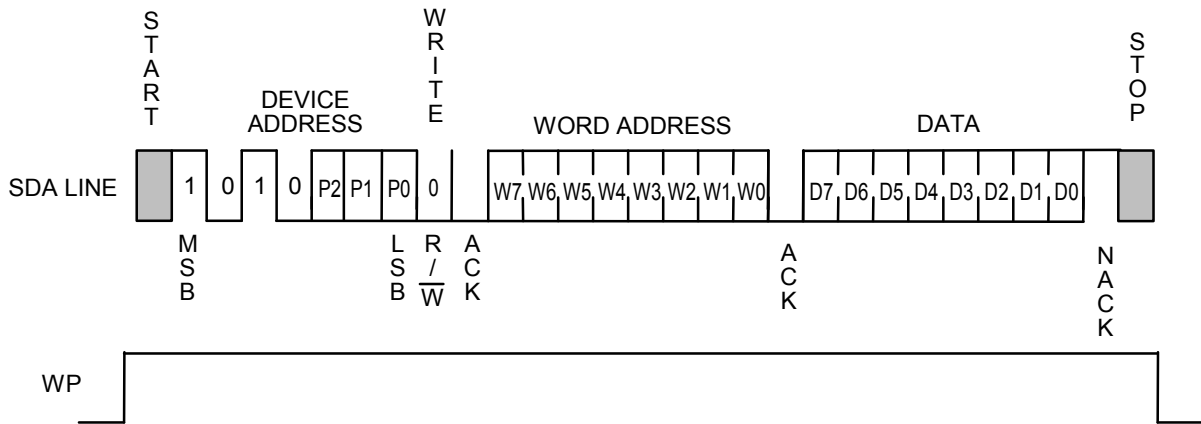 START
WRITE
STOP
DEVICE
ADDRESS
WORD ADDRESS
DATA
SDA LINE
1 0 1 0 P2 P1 P0 0 W7 W6 W5 W4 W3 W2 W1 W0 D7 D6 D5 D4 D3 D2 D1 D0
MSB
LSB
R/W
ACK
ACK
NACK
WP